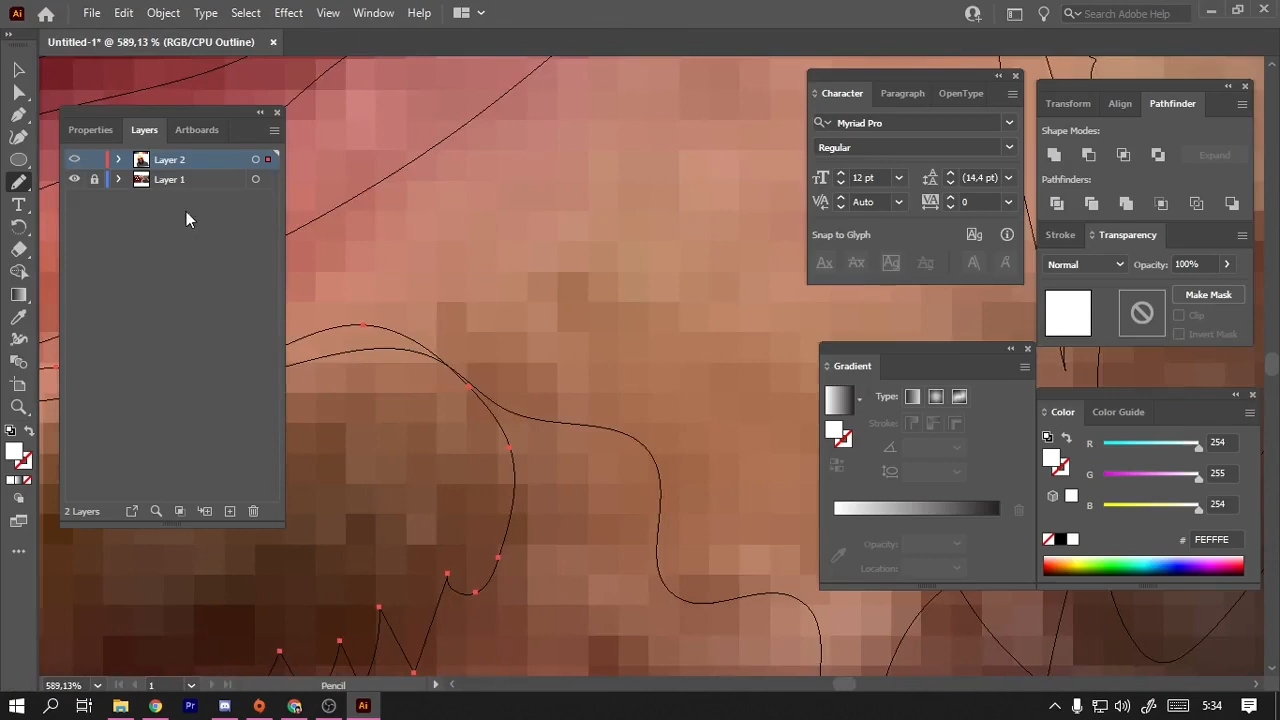 Ai
File Edit Object Type Select Effect View Window Help
Search Adobe Help
Untitled-1* @ 589,13 % (RGB/CPU Outline)
Properties Layers Artboards
Layer 2
Layer 1
2 Layers
Character Paragraph OpenType
Myriad Pro
Regular
12 pt (14,4 pt)
Auto 0
Snap to Glyph
Transform Align Pathfinder
Shape Modes:
Expand
Pathfinders:
Stroke Transparency
Normal Opacity: 100%
Make Mask
Clip
Invert Mask
Gradient
Type:
Stroke:
Opacity:
Location:
Color Color Guide
R 254
G 255
B 254
# FEFFFE
589,13% 1 Pencil
Pr Ai 5:34